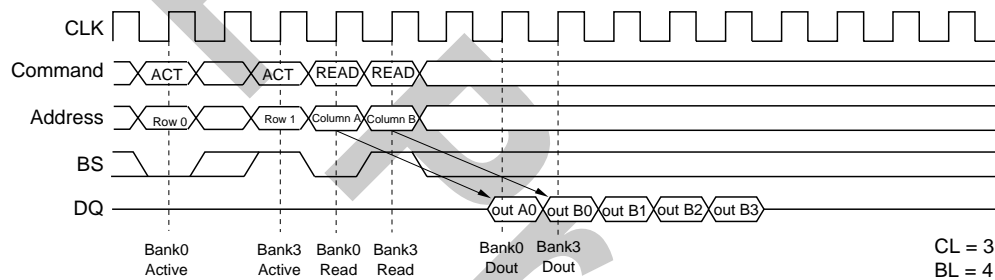 CLK
Command ACT ACT READ READ
Address Row 0 Row 1 Column A Column B
BS
DQ out A0 out B0 out B1 out B2 out B3
Bank0 Bank3 Bank0 Bank3 Bank0 Bank3
Active Active Read Read Dout Dout
CL = 3
BL = 4